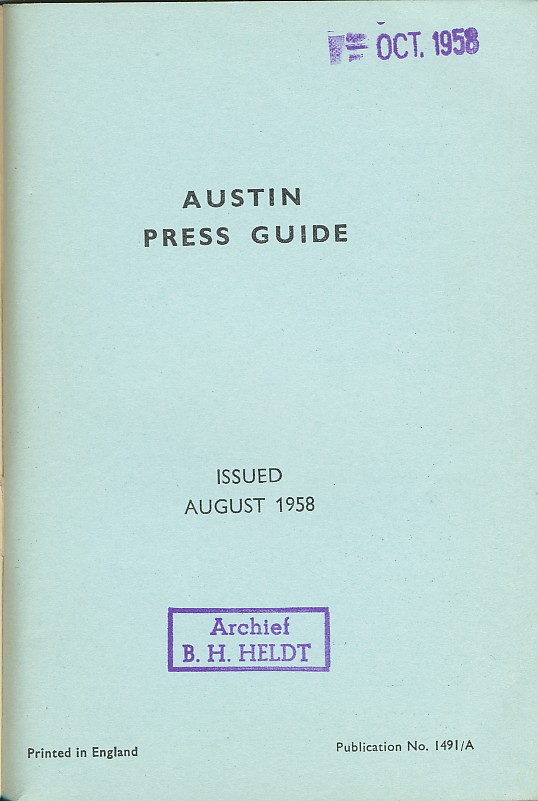 OCT. 1958
AUSTIN
PRESS GUIDE
ISSUED
AUGUST 1958
Archief
B. H. HELDT
Printed in England
Publication No. 1491/A